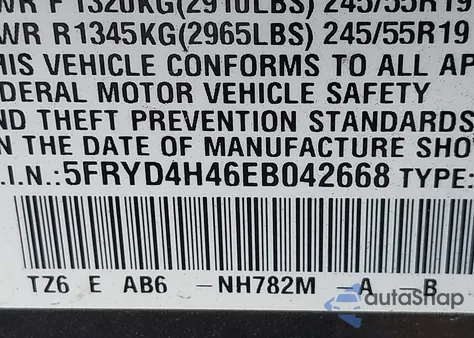 WR F 1320KG(2910LBS) 245/55R19
WR R1345KG(2965LBS) 245/55R19
HIS VEHICLE CONFORMS TO ALL AP
EDERAL MOTOR VEHICLE SAFETY
ND THEFT PREVENTION STANDARDS
N THE DATE OF MANUFACTURE SHO
.I.N.:5FRYD4H46EB042668 TYPE:
TZ6 E AB6 -NH782M -A -B
autoShap